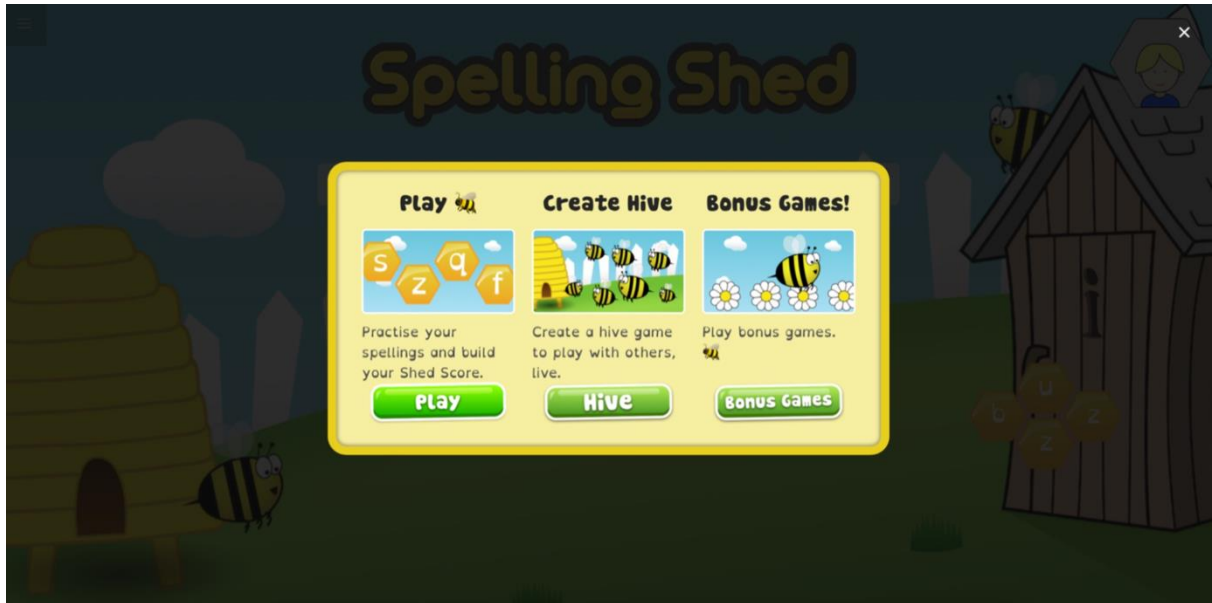 Spelling Shed
Play
Create Hive
Bonus Games!
s
z
q
f
Practise your
spellings and build
your Shed Score.
Create a hive game
to play with others,
live.
Play bonus games.
Play
Hive
Bonus Games
u
b
z
z